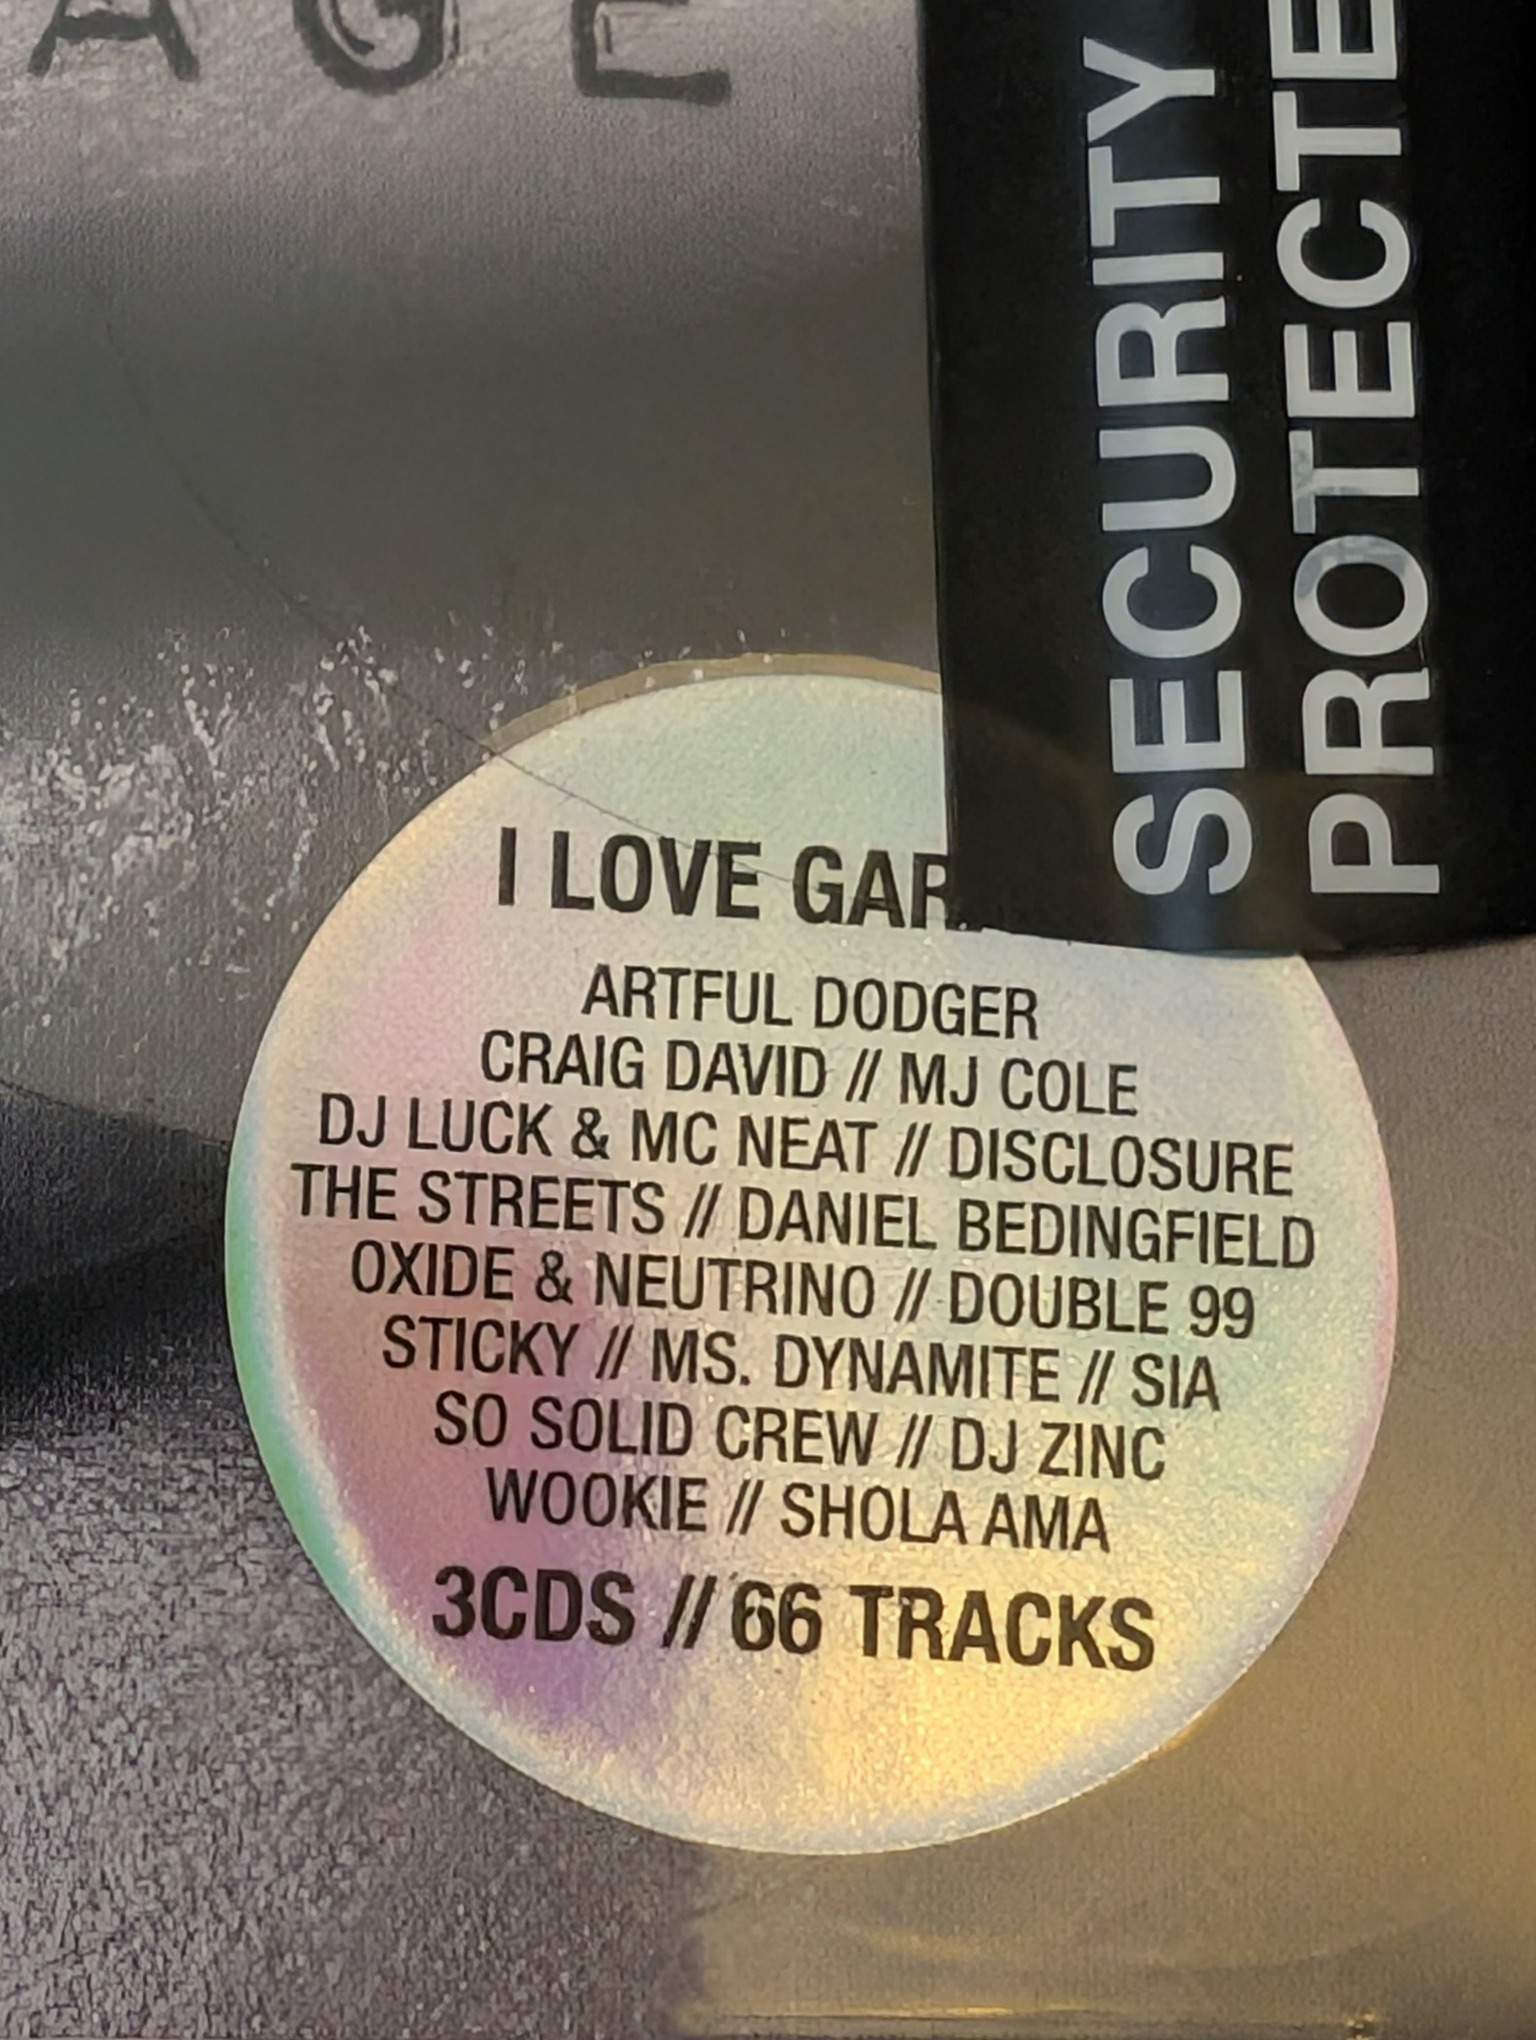 AGE
SECURITY
PROTECTE
I LOVE GAR
ARTFUL DODGER
CRAIG DAVID // MJ COLE
DJ LUCK & MC NEAT // DISCLOSURE
THE STREETS // DANIEL BEDINGFIELD
OXIDE & NEUTRINO // DOUBLE 99
STICKY // MS. DYNAMITE // SIA
SO SOLID CREW // DJ ZINC
WOOKIE // SHOLA AMA
3CDS // 66 TRACKS